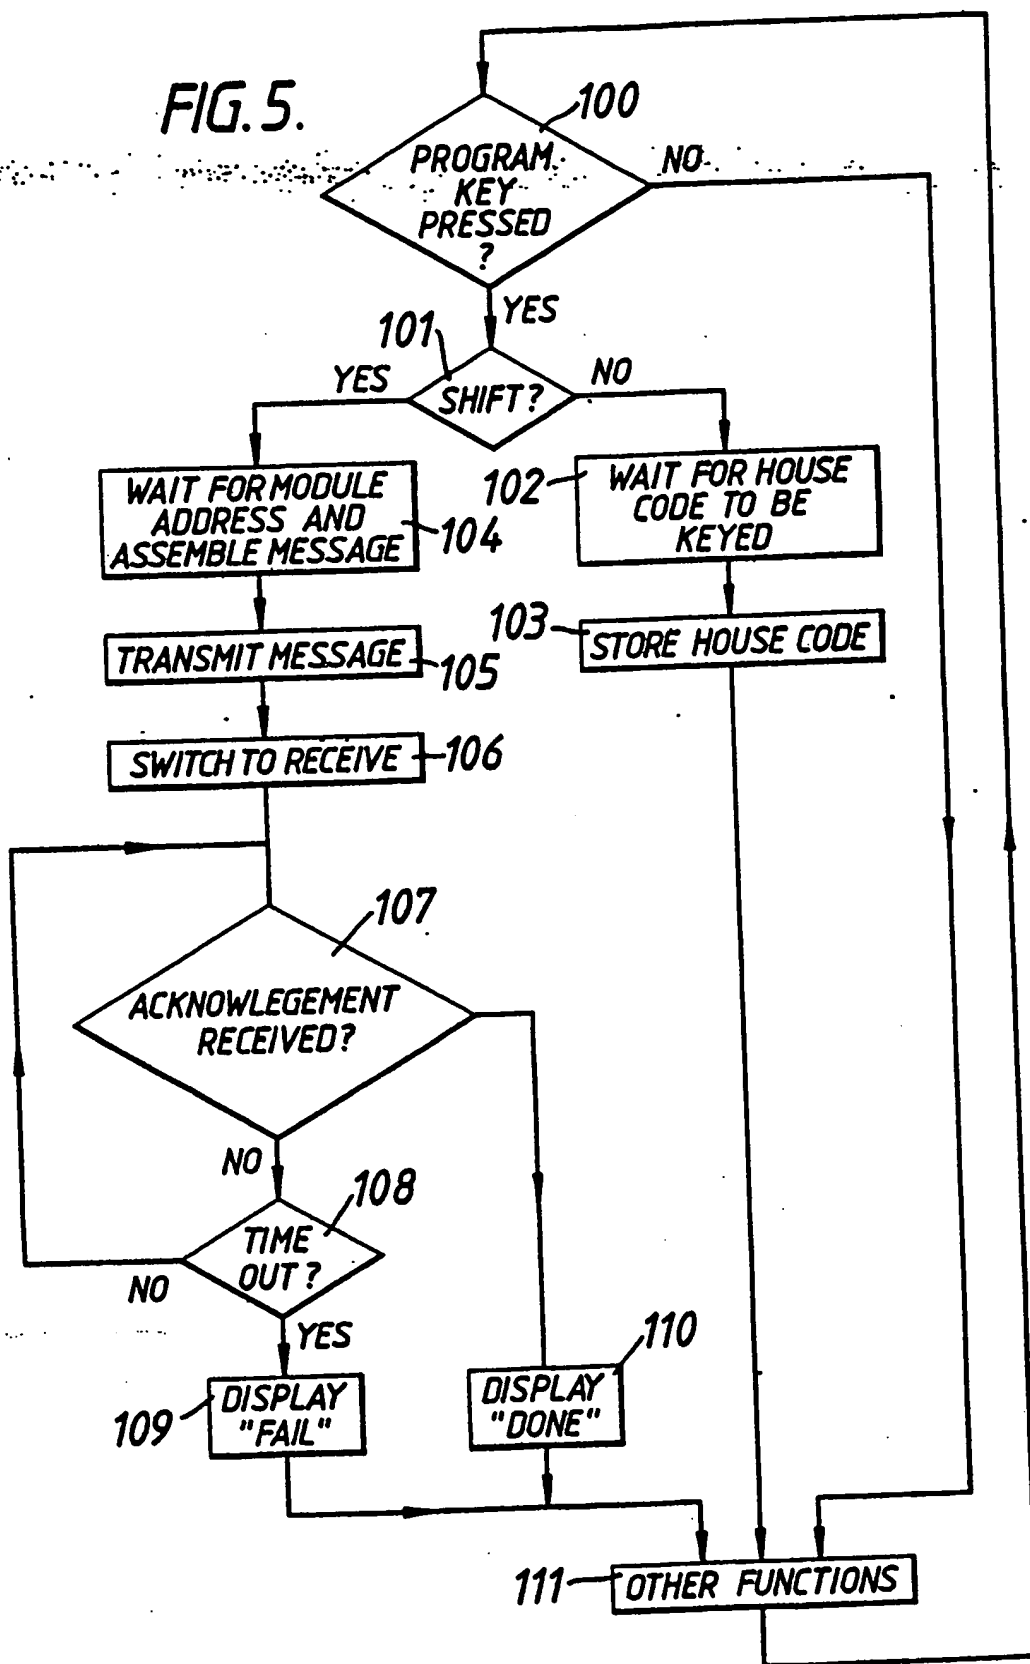 FIG. 5.
100
PROGRAM
KEY
PRESSED
?
NO
YES
101
SHIFT?
YES
NO
WAIT FOR MODULE
ADDRESS AND
ASSEMBLE MESSAGE
104
102
WAIT FOR HOUSE
CODE TO BE
KEYED
TRANSMIT MESSAGE
105
103
STORE HOUSE CODE
SWITCH TO RECEIVE
106
107
ACKNOWLEGEMENT
RECEIVED?
NO
108
TIME
OUT?
NO
YES
109
DISPLAY
"FAIL"
110
DISPLAY
"DONE"
111
OTHER FUNCTIONS